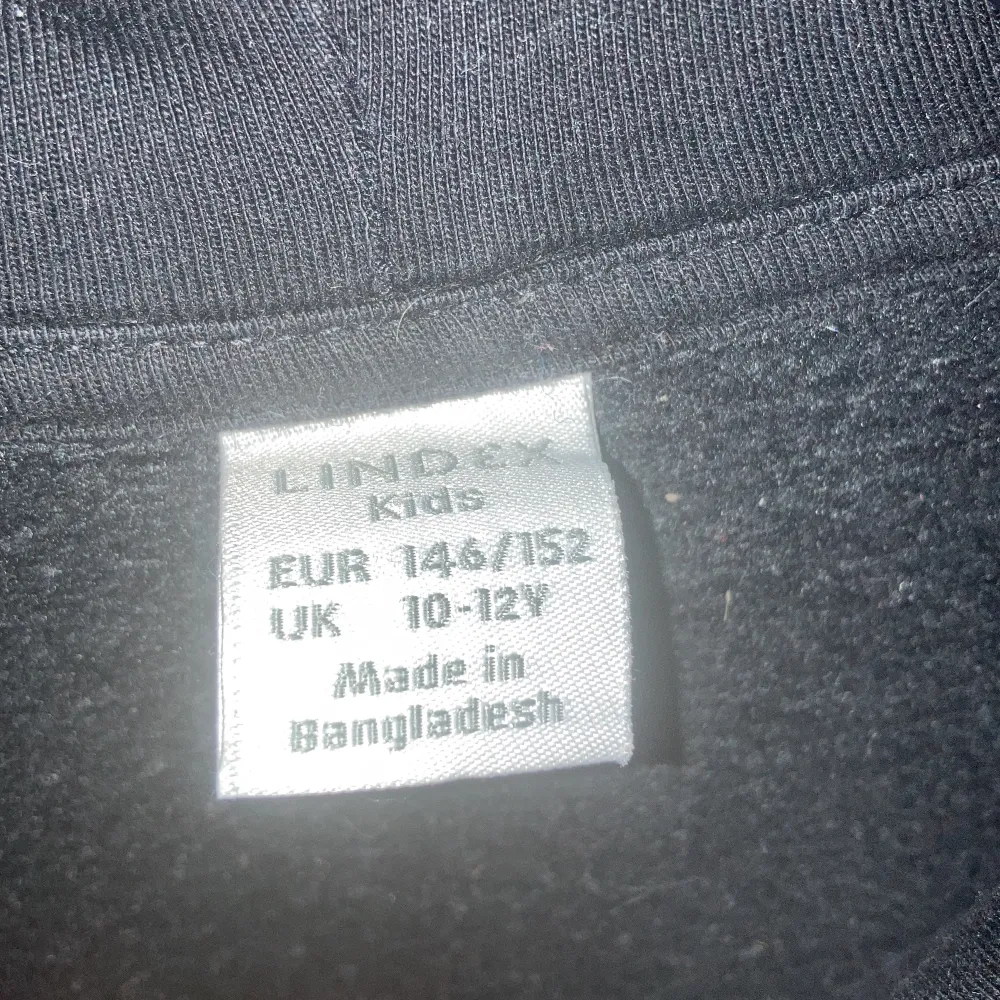 LINDEX
Kids
EUR 146/152
UK 10-12Y
Made in
Bangladesh